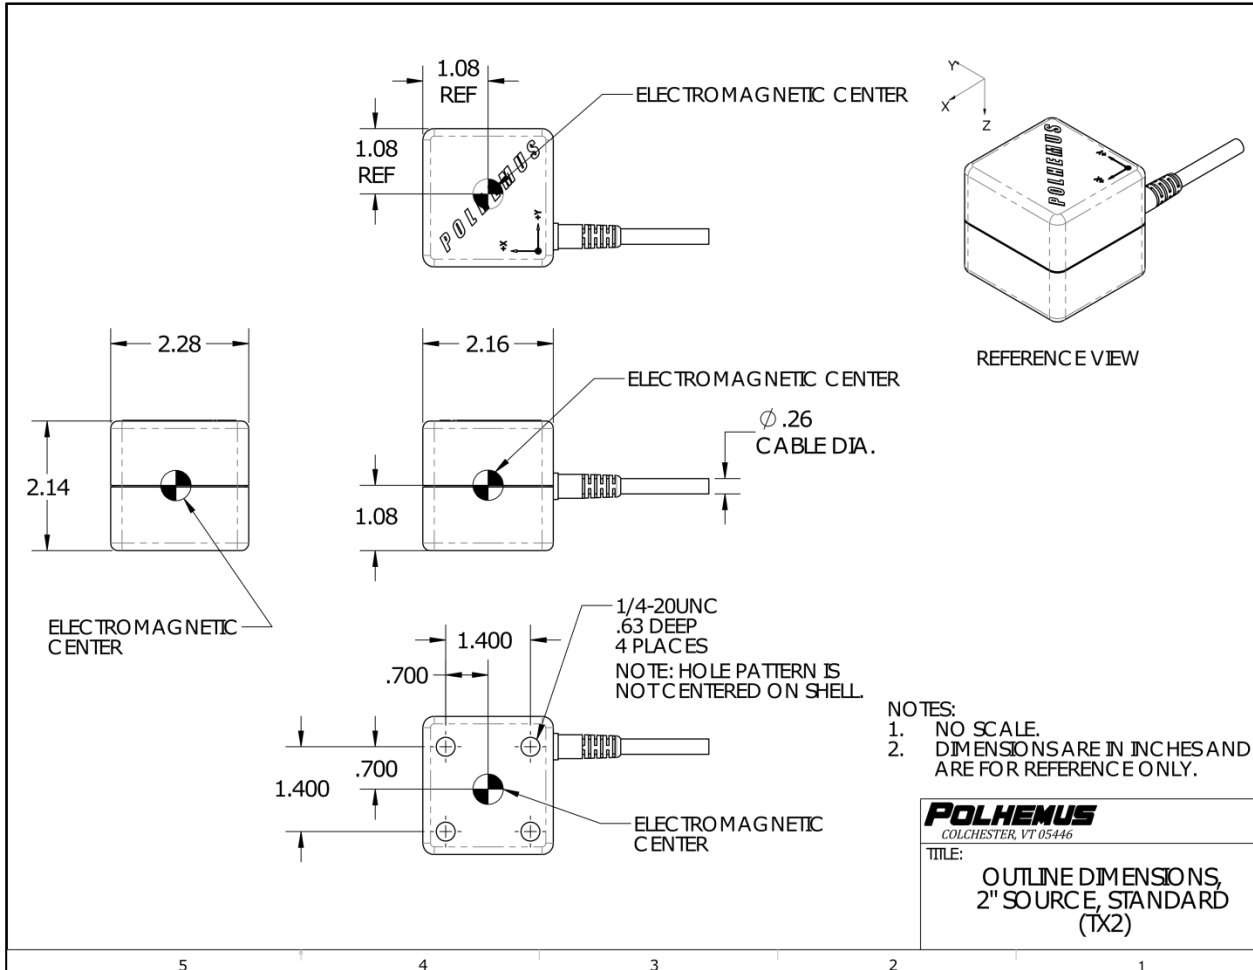 1.08
REF
ELECTROMAGNETIC CENTER
1.08
REF
POLHEMUS
+Y
+X
Y
X
Z
POLHEMUS
+Y
+X
REFERENCE VIEW
2.28
2.16
ELECTROMAGNETIC CENTER
∅ .26
CABLE DIA.
2.14
1.08
ELECTROMAGNETIC
CENTER
1/4-20UNC
.63 DEEP
4 PLACES
NOTE: HOLE PATTERN IS
NOT CENTERED ON SHELL.
1.400
.700
.700
1.400
ELECTROMAGNETIC
CENTER
NOTES:
1. NO SCALE.
2. DIMENSIONS ARE IN INCHES AND
ARE FOR REFERENCE ONLY.
POLHEMUS
COLCHESTER, VT 05446
TITLE:
OUTLINE DIMENSIONS,
2" SOURCE, STANDARD
(TX2)
5 4 3 2 1